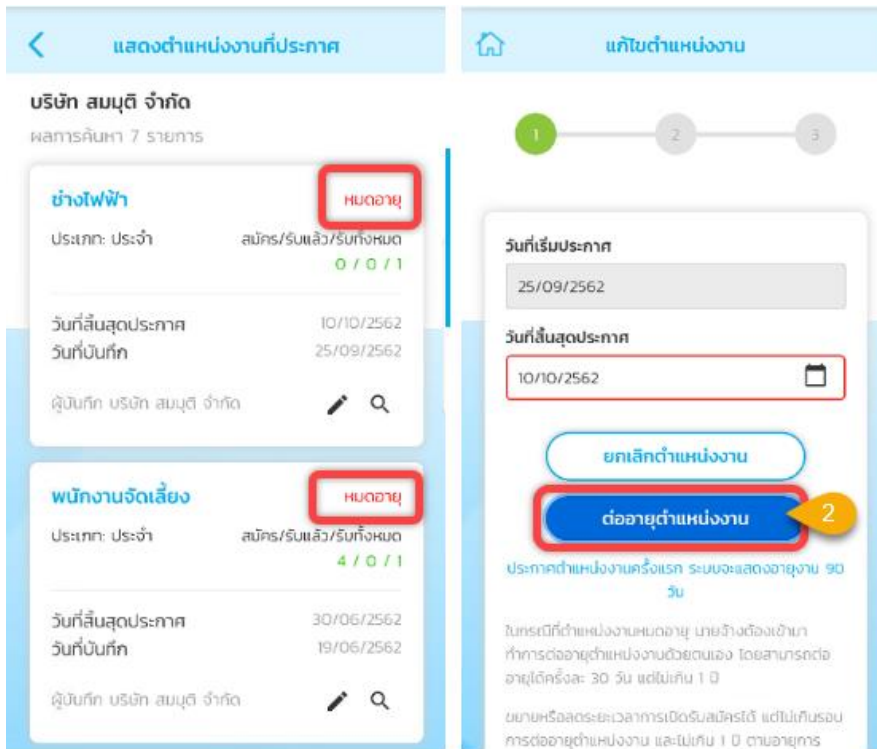 แสดงตำแหน่งงานที่ประกาศ
บริษัท สมมุติ จำกัด
ผลการค้นหา 7 รายการ
ช่างไฟฟ้า
หมดอายุ
ประเภท: ประจำ
สมัคร/รับแล้ว/รับทั้งหมด
0 / 0 / 1
วันที่สิ้นสุดประกาศ
10/10/2562
วันที่บันทึก
25/09/2562
ผู้บันทึก บริษัท สมมุติ จำกัด
พนักงานจัดเลี้ยง
หมดอายุ
ประเภท: ประจำ
สมัคร/รับแล้ว/รับทั้งหมด
4 / 0 / 1
วันที่สิ้นสุดประกาศ
30/06/2562
วันที่บันทึก
19/06/2562
ผู้บันทึก บริษัท สมมุติ จำกัด
แก้ไขตำแหน่งงาน
1
2
3
วันที่เริ่มประกาศ
25/09/2562
วันที่สิ้นสุดประกาศ
10/10/2562
ยกเลิกตำแหน่งงาน
ต่ออายุตำแหน่งงาน
2
ประกาศตำแหน่งงานครั้งแรก ระบบจะแสดงอายุงาน 90
วัน
ในกรณีที่ตำแหน่งงานหมดอายุ นายจ้างต้องเข้ามา
ทำการต่ออายุตำแหน่งงานด้วยตนเอง โดยสามารถต่อ
อายุได้ครั้งละ 30 วัน แต่ไม่เกิน 1 ปี
ขยายหรือลดระยะเวลาการเปิดรับสมัครได้ แต่ไม่เกินรอบ
การต่ออายุตำแหน่งงาน และไม่เกิน 1 ปี ตามอายุการ